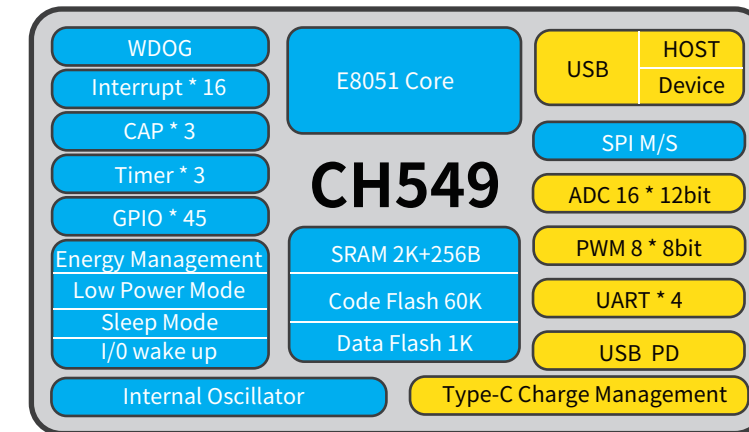 WDOG
Interrupt * 16
CAP * 3
Timer * 3
GPIO * 45
Energy Management
Low Power Mode
Sleep Mode
I/0 wake up
Internal Oscillator
E8051 Core
CH549
SRAM 2K+256B
Code Flash 60K
Data Flash 1K
USB
HOST
Device
SPI M/S
ADC 16 * 12bit
PWM 8 * 8bit
UART * 4
USB PD
Type-C Charge Management